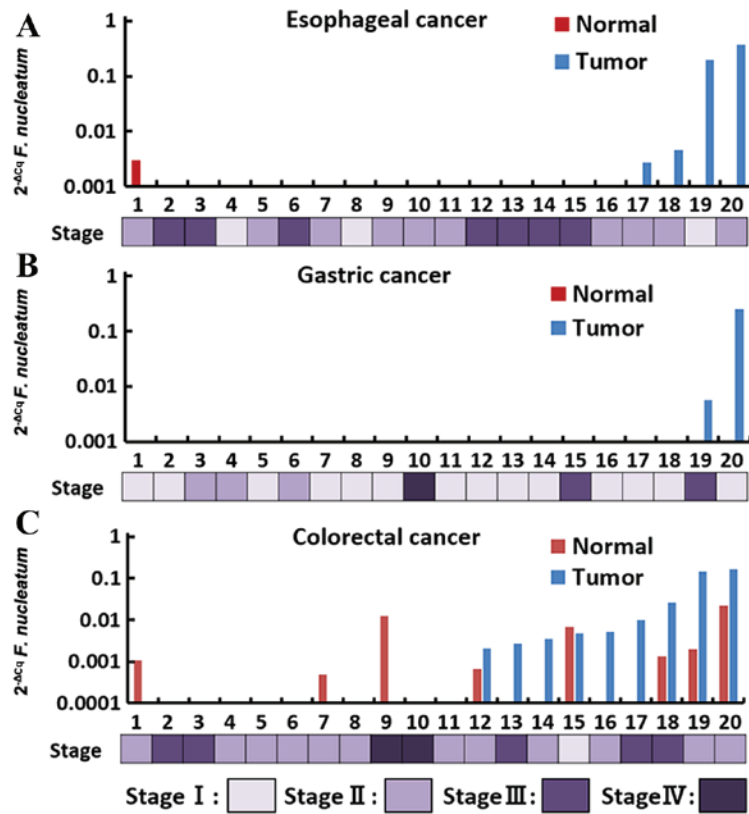 A
Esophageal cancer
Normal
Tumor
2-ΔCq F. nucleatum
1
0.1
0.01
0.001
1 2 3 4 5 6 7 8 9 10 11 12 13 14 15 16 17 18 19 20
Stage
B
Gastric cancer
Normal
Tumor
2-ΔCq F. nucleatum
1
0.1
0.01
0.001
1 2 3 4 5 6 7 8 9 10 11 12 13 14 15 16 17 18 19 20
Stage
C
Colorectal cancer
Normal
Tumor
2-ΔCq F. nucleatum
1
0.1
0.01
0.001
0.0001
1 2 3 4 5 6 7 8 9 10 11 12 13 14 15 16 17 18 19 20
Stage
Stage Ⅰ : Stage Ⅱ : Stage Ⅲ : Stage Ⅳ :